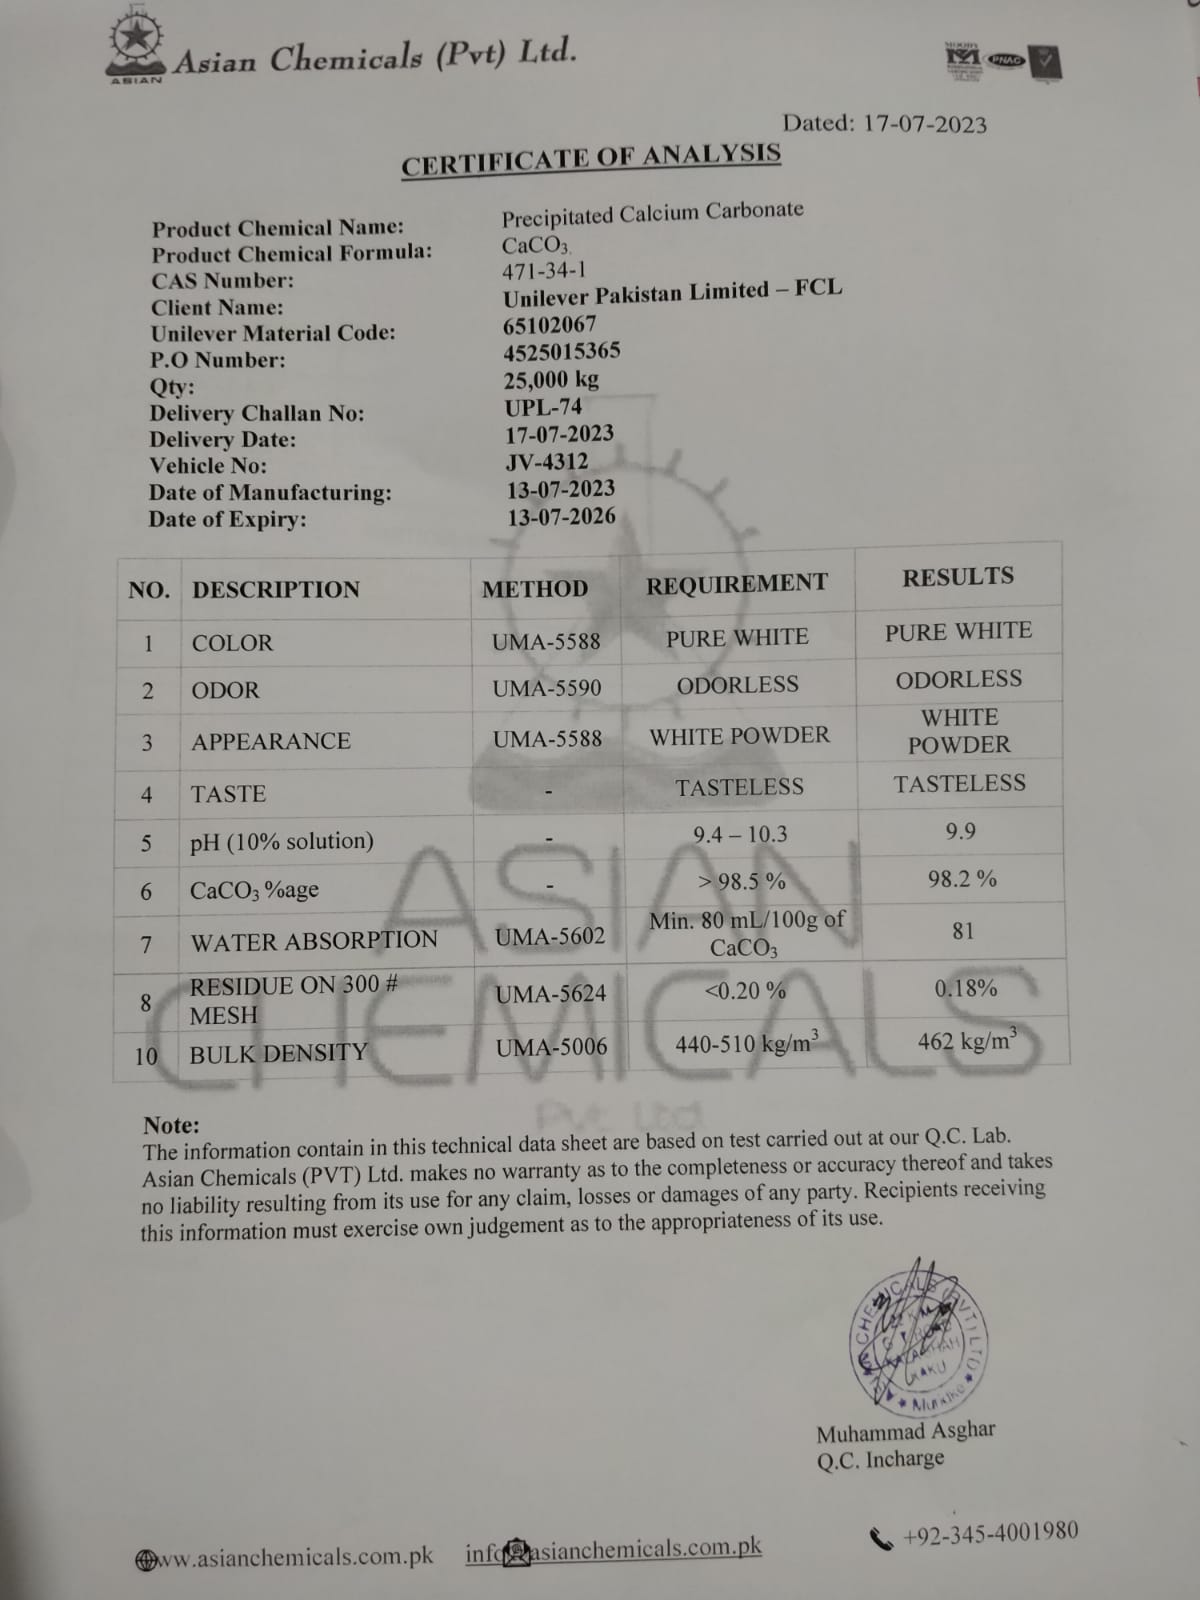 ASIAN
Asian Chemicals (Pvt) Ltd.
MOODY
PNAC
Dated: 17-07-2023
CERTIFICATE OF ANALYSIS
Product Chemical Name: Precipitated Calcium Carbonate
Product Chemical Formula: CaCO₃
CAS Number: 471-34-1
Client Name: Unilever Pakistan Limited – FCL
Unilever Material Code: 65102067
P.O Number: 4525015365
Qty: 25,000 kg
Delivery Challan No: UPL-74
Delivery Date: 17-07-2023
Vehicle No: JV-4312
Date of Manufacturing: 13-07-2023
Date of Expiry: 13-07-2026
NO. DESCRIPTION METHOD REQUIREMENT RESULTS
1 COLOR UMA-5588 PURE WHITE PURE WHITE
2 ODOR UMA-5590 ODORLESS ODORLESS
3 APPEARANCE UMA-5588 WHITE POWDER WHITE POWDER
4 TASTE - TASTELESS TASTELESS
5 pH (10% solution) - 9.4 – 10.3 9.9
6 CaCO₃ %age - > 98.5 % 98.2 %
7 WATER ABSORPTION UMA-5602 Min. 80 mL/100g of CaCO₃ 81
8 RESIDUE ON 300 # MESH UMA-5624 <0.20 % 0.18%
10 BULK DENSITY UMA-5006 440-510 kg/m³ 462 kg/m³
ASIAN
CHEMICALS
Pvt Ltd
Note:
The information contain in this technical data sheet are based on test carried out at our Q.C. Lab.
Asian Chemicals (PVT) Ltd. makes no warranty as to the completeness or accuracy thereof and takes
no liability resulting from its use for any claim, losses or damages of any party. Recipients receiving
this information must exercise own judgement as to the appropriateness of its use.
CHEMICALS (PVT) LTD
Muhammad Asghar
Q.C. Incharge
www.asianchemicals.com.pk info@asianchemicals.com.pk +92-345-4001980